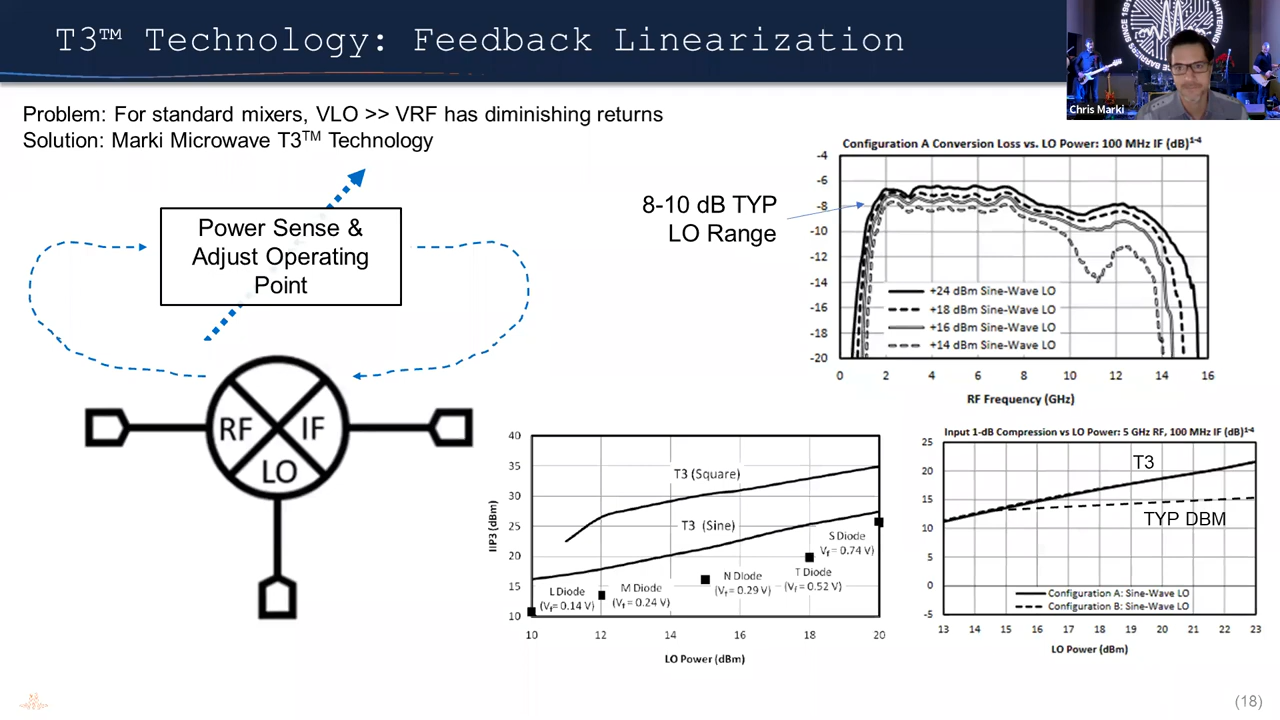 T3™ Technology: Feedback Linearization
Chris Marki
Problem: For standard mixers, VLO >> VRF has diminishing returns
Solution: Marki Microwave T3™ Technology
Power Sense &
Adjust Operating
Point
RF
IF
LO
8-10 dB TYP
LO Range
Configuration A Conversion Loss vs. LO Power: 100 MHz IF (dB)¹⁻⁴
-4
-6
-8
-10
-12
-14
-16
-18
-20
+24 dBm Sine-Wave LO
+18 dBm Sine-Wave LO
+16 dBm Sine-Wave LO
+14 dBm Sine-Wave LO
0 2 4 6 8 10 12 14 16
RF Frequency (GHz)
IIP3 (dBm)
40
35
30
25
20
15
10
T3 (Square)
T3 (Sine)
L Diode
(Vf = 0.14 V)
M Diode
(Vf = 0.24 V)
N Diode
(Vf = 0.29 V)
T Diode
(Vf = 0.52 V)
S Diode
Vf = 0.74 V)
10 12 14 16 18 20
LO Power (dBm)
Input 1-dB Compression vs LO Power: 5 GHz RF, 100 MHz IF (dB)¹⁻⁴
25
20
15
10
5
0
-5
T3
TYP DBM
Configuration A: Sine-Wave LO
Configuration B: Sine-Wave LO
13 14 15 16 17 18 19 20 21 22 23
LO Power (dBm)
(18)